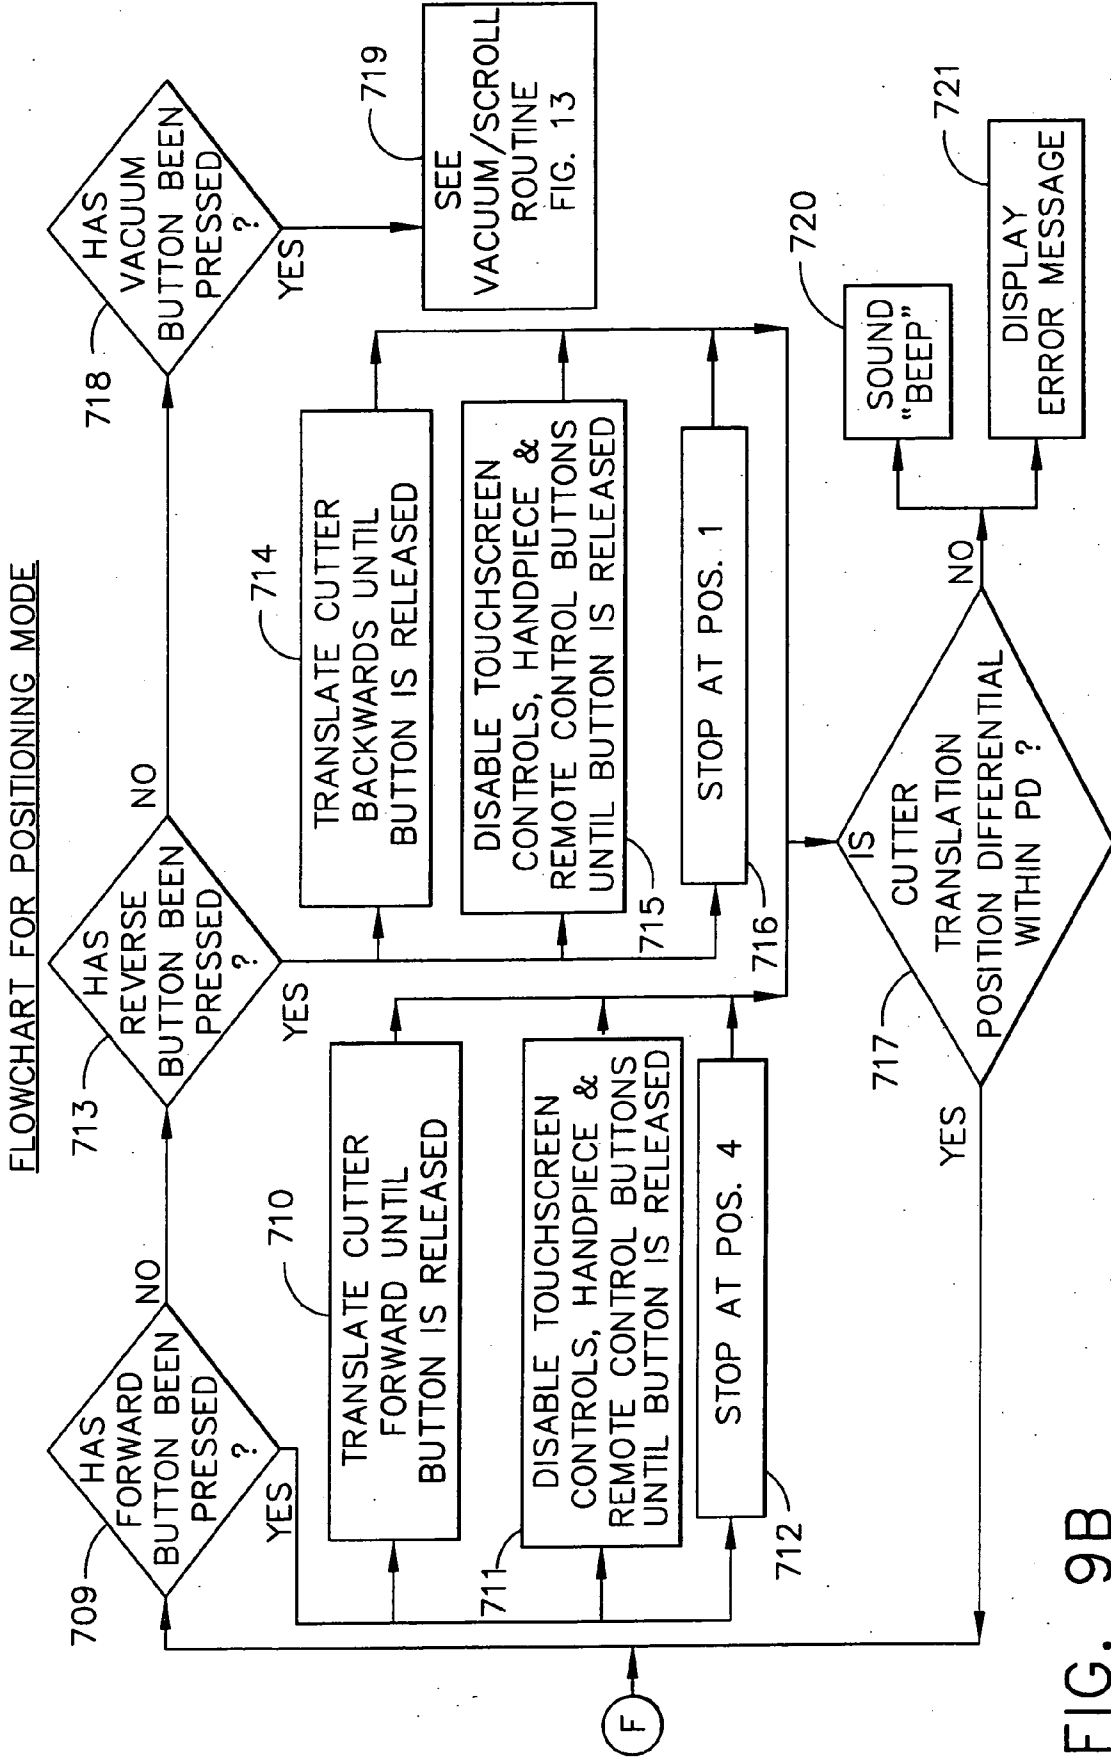 FLOWCHART FOR POSITIONING MODE
709
HAS
FORWARD
BUTTON BEEN
PRESSED
?
NO
YES
713
HAS
REVERSE
BUTTON BEEN
PRESSED
?
NO
YES
718
HAS
VACUUM
BUTTON BEEN
PRESSED
?
YES
719
SEE
VACUUM/SCROLL
ROUTINE
FIG. 13
710
TRANSLATE CUTTER
FORWARD UNTIL
BUTTON IS RELEASED
711
DISABLE TOUCHSCREEN
CONTROLS, HANDPIECE &
REMOTE CONTROL BUTTONS
UNTIL BUTTON IS RELEASED
STOP AT POS. 4
712
714
TRANSLATE CUTTER
BACKWARDS UNTIL
BUTTON IS RELEASED
DISABLE TOUCHSCREEN
CONTROLS, HANDPIECE &
REMOTE CONTROL BUTTONS
UNTIL BUTTON IS RELEASED
715
STOP AT POS. 1
716
F
717
IS
CUTTER
TRANSLATION
POSITION DIFFERENTIAL
WITHIN PD ?
YES
NO
720
SOUND
"BEEP"
721
DISPLAY
ERROR MESSAGE
FIG. 9B